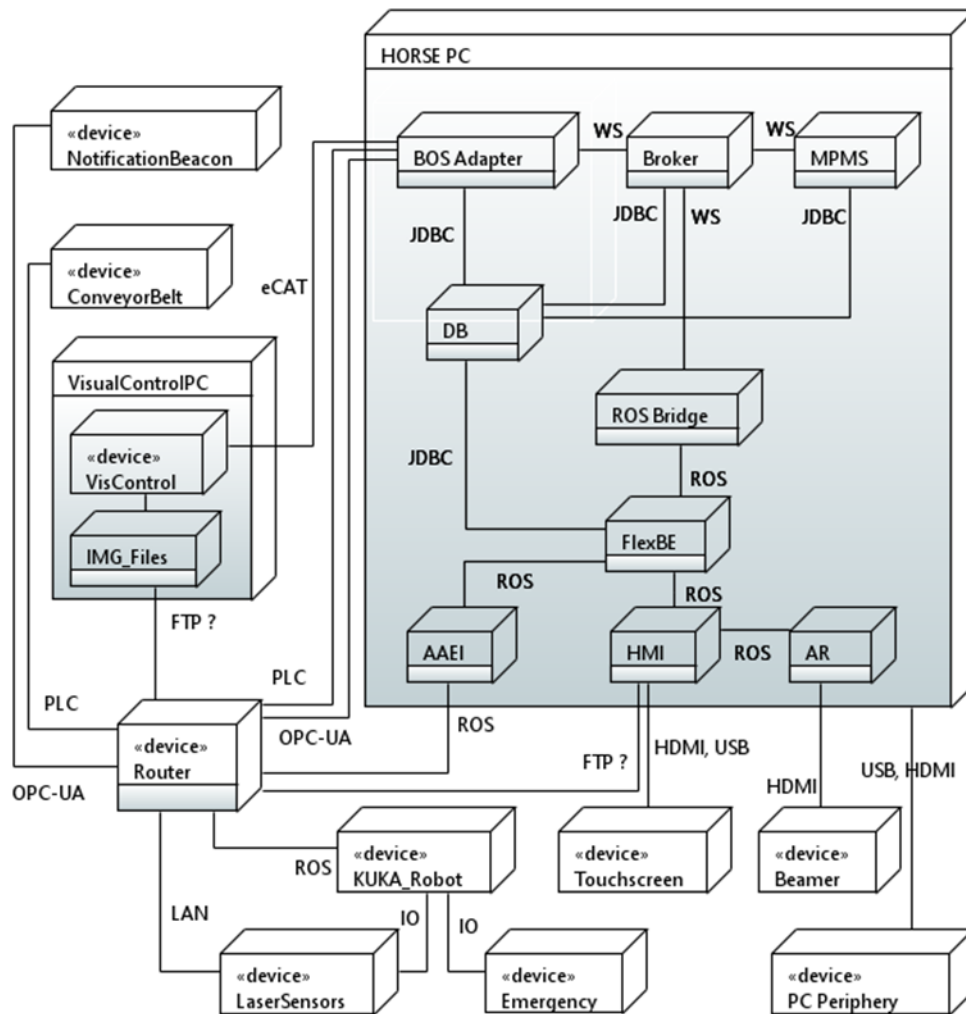 HORSE PC
«device»
NotificationBeacon
BOS Adapter
WS
Broker
WS
MPMS
JDBC
JDBC
WS
JDBC
«device»
ConveyorBelt
eCAT
DB
VisualControlPC
«device»
VisControl
ROS Bridge
JDBC
ROS
IMG_Files
FlexBE
ROS
ROS
FTP ?
AAEI
HMI
ROS
AR
PLC
PLC
«device»
Router
OPC-UA
ROS
FTP ?
HDMI, USB
USB, HDMI
OPC-UA
HDMI
ROS
«device»
KUKA_Robot
«device»
Touchscreen
«device»
Beamer
LAN
IO
IO
«device»
LaserSensors
«device»
Emergency
«device»
PC Periphery